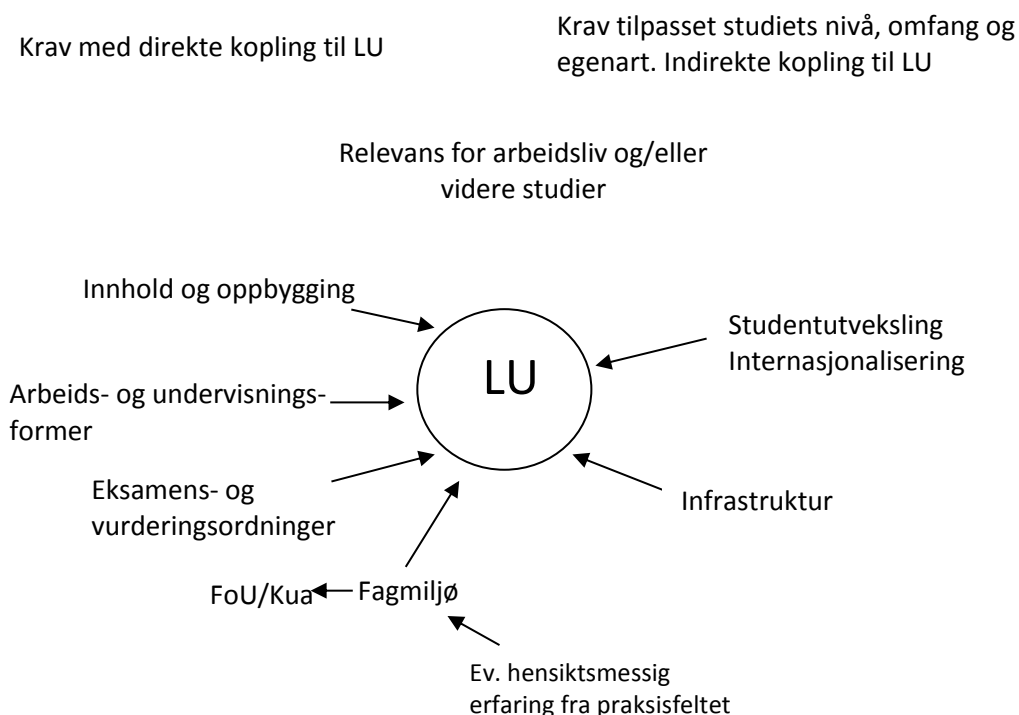 Krav med direkte kopling til LU
Krav tilpasset studiets nivå, omfang og
egenart. Indirekte kopling til LU
Relevans for arbeidsliv og/eller
videre studier
Innhold og oppbygging
LU
Studentutveksling
Internasjonalisering
Arbeids- og undervisnings-
former
Eksamens- og
vurderingsordninger
Infrastruktur
FoU/Kua
Fagmiljø
Ev. hensiktsmessig
erfaring fra praksisfeltet